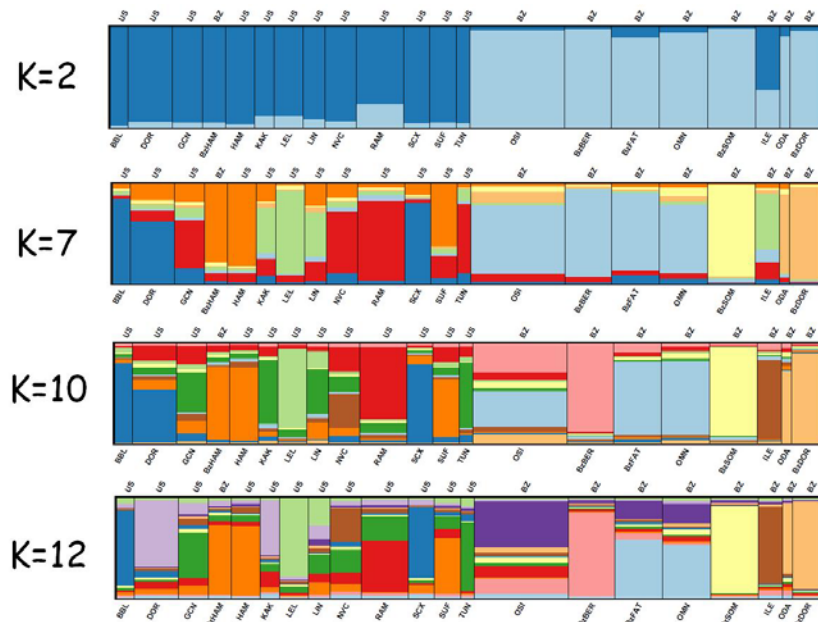 US US US BZ US US US US US US US US US BZ BZ BZ BZ BZ BZ BZ BZ
K=2
BBL DOR GCN BzHAM HAM KAK LEL LIN NVC RAM SCX SUF TUN OSI BzBER BzFAT OMN BzSOM ILE ODA BzDOR
US US US BZ US US US US US US US US US BZ BZ BZ BZ BZ BZ BZ BZ
K=7
BBL DOR GCN BzHAM HAM KAK LEL LIN NVC RAM SCX SUF TUN OSI BzBER BzFAT OMN BzSOM ILE ODA BzDOR
US US US BZ US US US US US US US US US BZ BZ BZ BZ BZ BZ BZ BZ
K=10
BBL DOR GCN BzHAM HAM KAK LEL LIN NVC RAM SCX SUF TUN OSI BzBER BzFAT OMN BzSOM ILE ODA BzDOR
US US US BZ US US US US US US US US US BZ BZ BZ BZ BZ BZ BZ BZ
K=12
BBL DOR GCN BzHAM HAM KAK LEL LIN NVC RAM SCX SUF TUN OSI BzBER BzFAT OMN BzSOM ILE ODA BzDOR